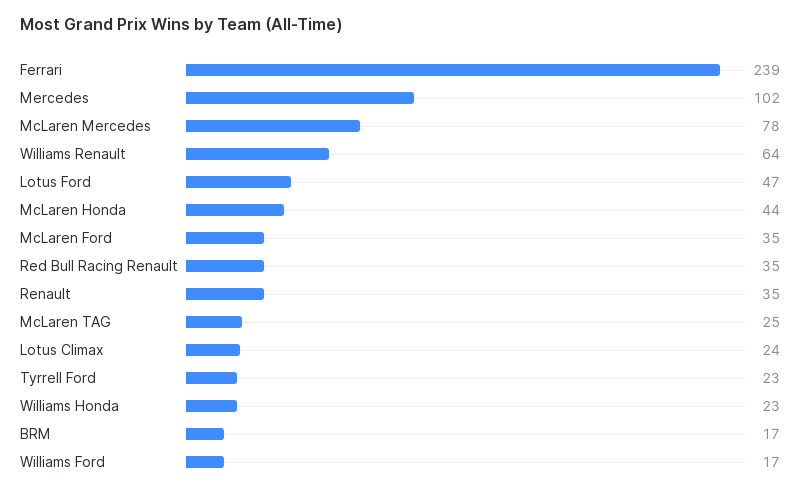 Most Grand Prix Wins by Team (All-Time)
Ferrari 239
Mercedes 102
McLaren Mercedes 78
Williams Renault 64
Lotus Ford 47
McLaren Honda 44
McLaren Ford 35
Red Bull Racing Renault 35
Renault 35
McLaren TAG 25
Lotus Climax 24
Tyrrell Ford 23
Williams Honda 23
BRM 17
Williams Ford 17